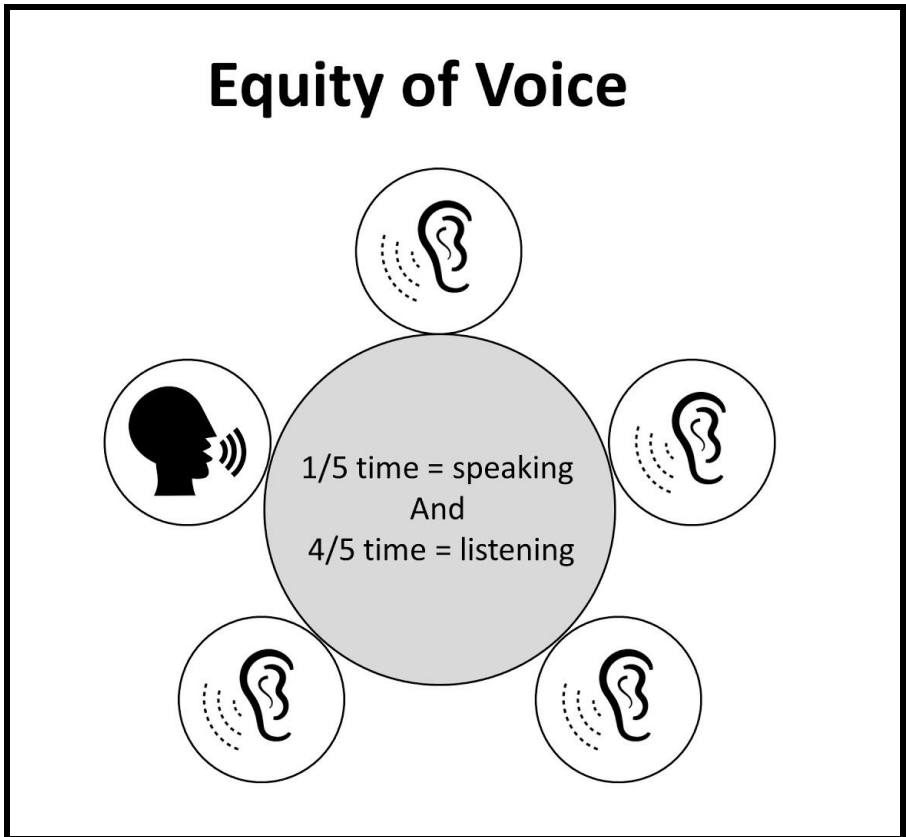 Equity of Voice
1/5 time = speaking
And
4/5 time = listening